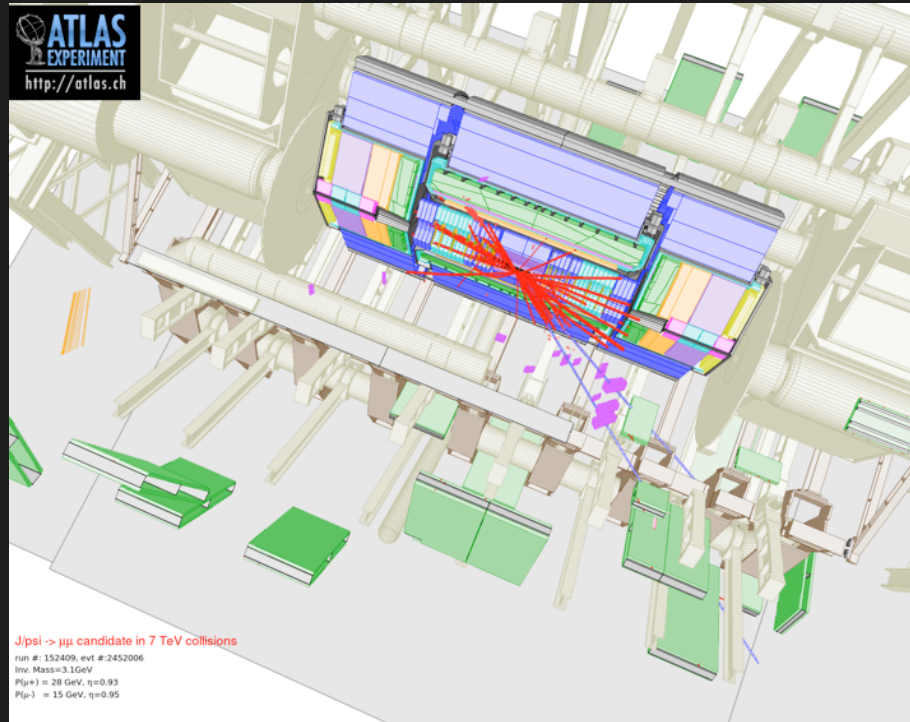 ATLAS
EXPERIMENT
http://atlas.ch
J/psi -> μμ candidate in 7 TeV collisions
run #: 152409, evt #:2452006
Inv. Mass=3.1GeV
P(μ+) = 28 GeV, η=0.93
P(μ-) = 15 GeV, η=0.95